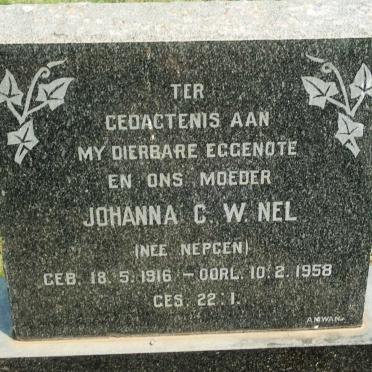 TER
GEDACTENIS AAN
MY DIERBARE EGGENOTE
EN ONS MOEDER
JOHANNA C. W. NEL
(NEE NEPGEN)
GEB. 18. 5. 1916 – OORL. 10. 2. 1958
GES. 22. 1.